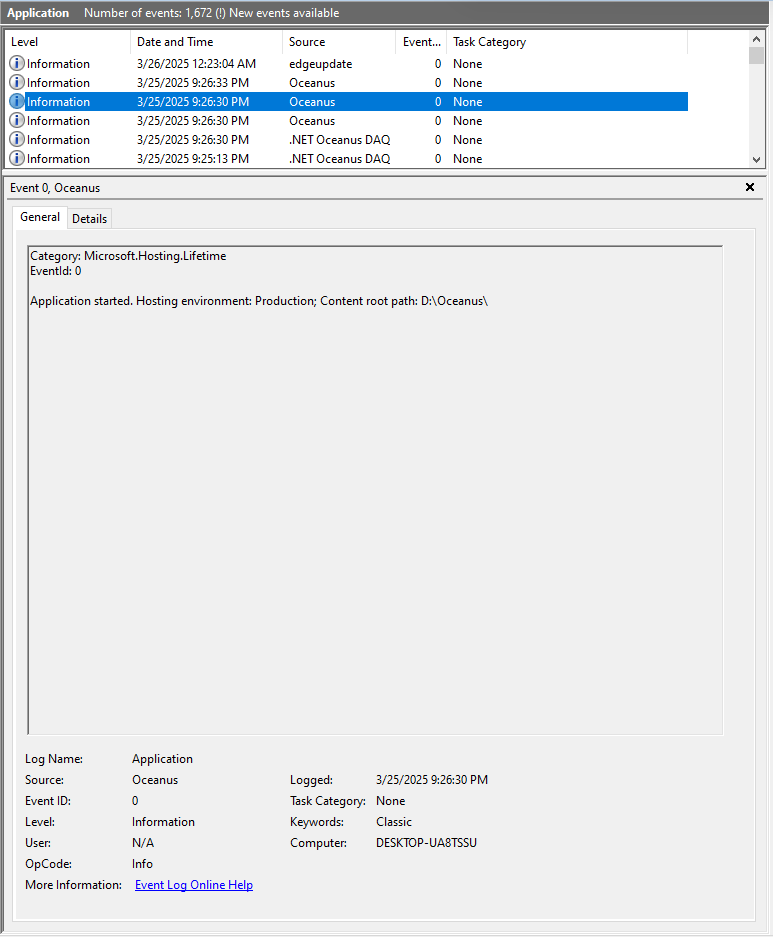 Application Number of events: 1,672 (!) New events available
Level Date and Time Source Event... Task Category
Information 3/26/2025 12:23:04 AM edgeupdate 0 None
Information 3/25/2025 9:26:33 PM Oceanus 0 None
Information 3/25/2025 9:26:30 PM Oceanus 0 None
Information 3/25/2025 9:26:30 PM Oceanus 0 None
Information 3/25/2025 9:26:30 PM .NET Oceanus DAQ 0 None
Information 3/25/2025 9:25:13 PM .NET Oceanus DAQ 0 None
Event 0, Oceanus
General Details
Category: Microsoft.Hosting.Lifetime
EventId: 0
Application started. Hosting environment: Production; Content root path: D:\Oceanus\
Log Name: Application
Source: Oceanus Logged: 3/25/2025 9:26:30 PM
Event ID: 0 Task Category: None
Level: Information Keywords: Classic
User: N/A Computer: DESKTOP-UA8TSSU
OpCode: Info
More Information: Event Log Online Help